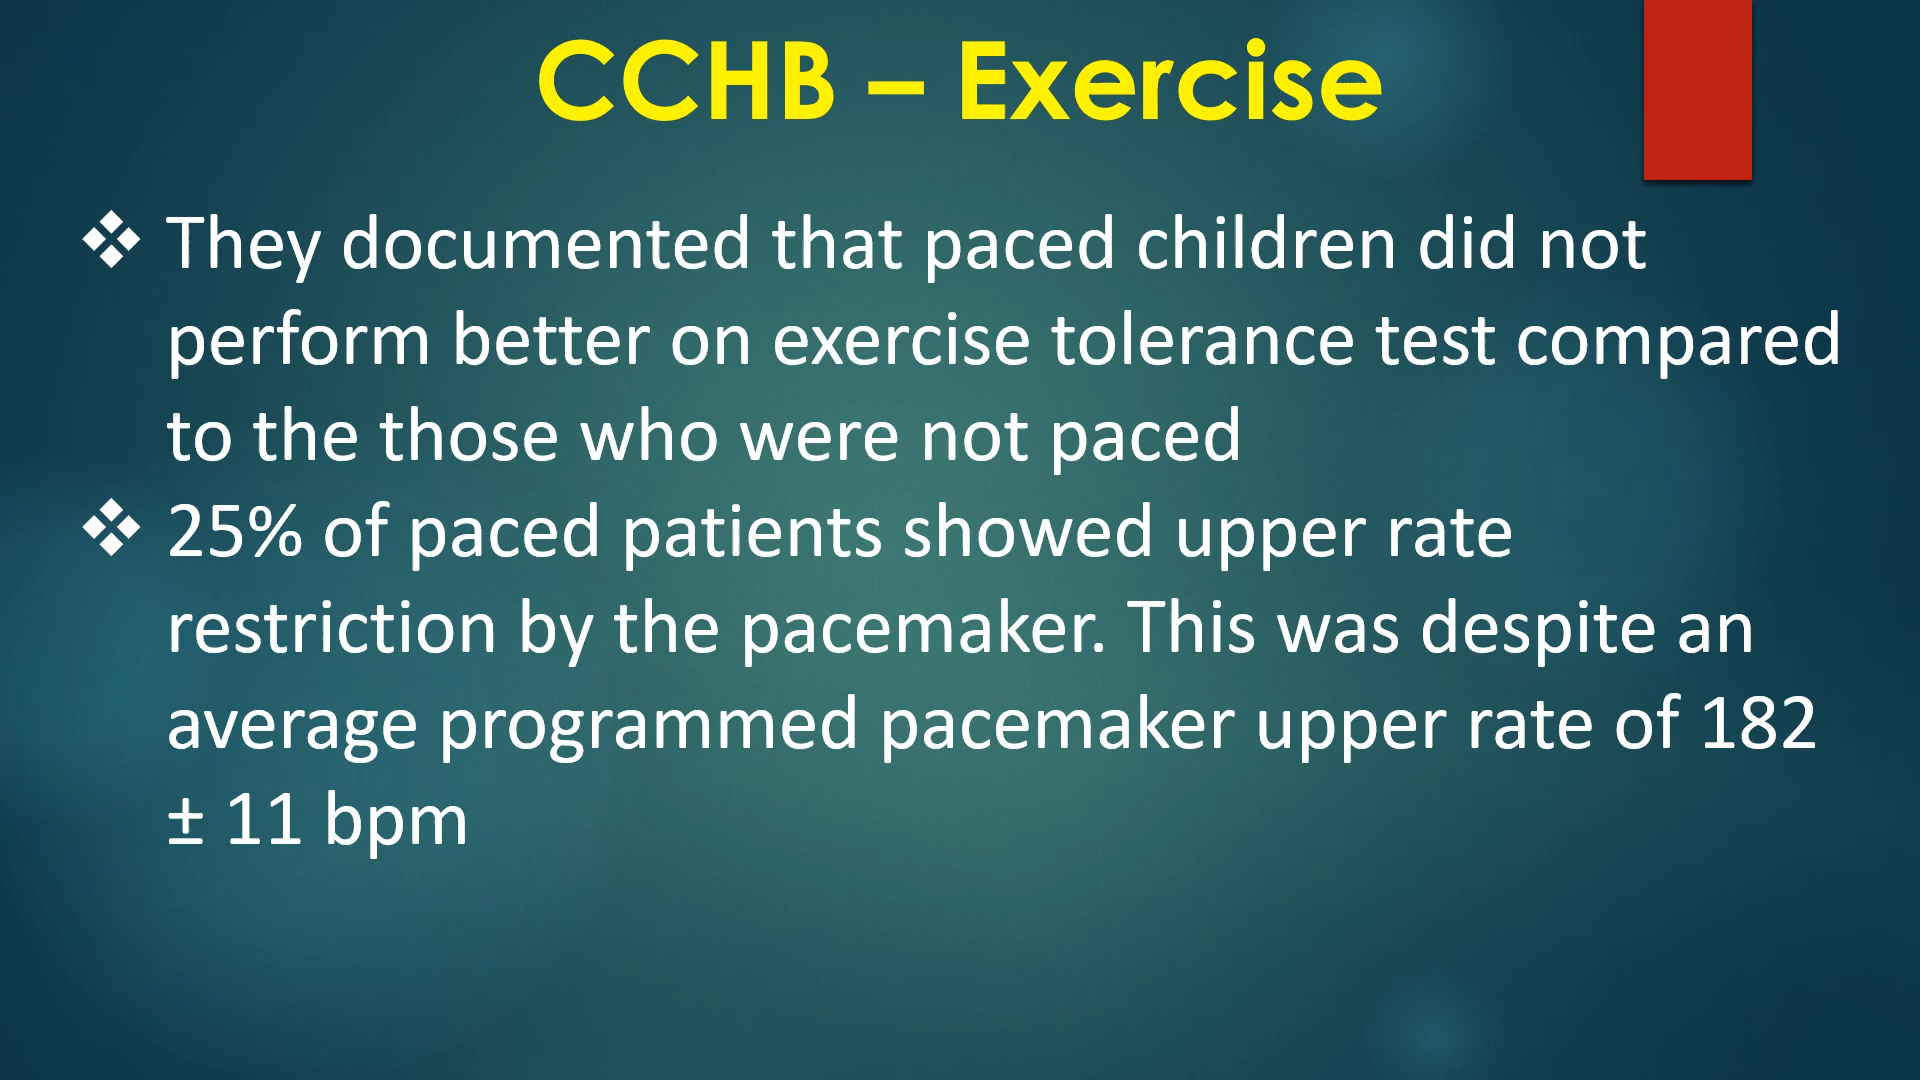 CCHB – Exercise
❖ They documented that paced children did not
perform better on exercise tolerance test compared
to the those who were not paced
❖ 25% of paced patients showed upper rate
restriction by the pacemaker. This was despite an
average programmed pacemaker upper rate of 182
± 11 bpm